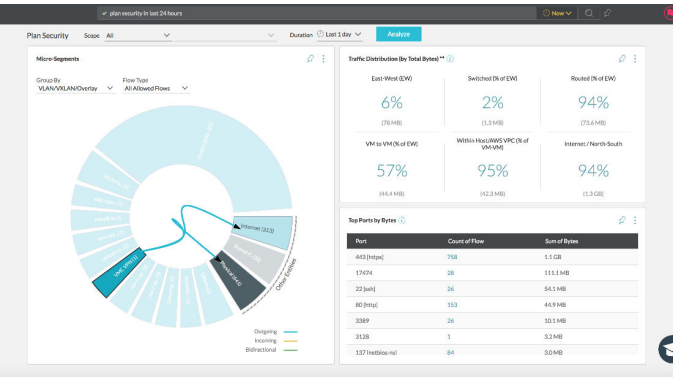 plan security in last 24 hours
Now
Plan Security Scope All Duration Last 1 day Analyze
Micro-Segments
Group By Flow Type
VLAN/VXLAN/Overlay All Allowed Flows
Internet (313)
Physical (641)
VMC VPN (1)
Other Entities
Outgoing
Incoming
Bidirectional
Traffic Distribution (by Total Bytes) **
East-West (EW) Switched (% of EW) Routed (% of EW)
6% 2% 94%
(78 MB) (1.3 MB) (73.6 MB)
VM to VM (% of EW) Within Host/AWS VPC (% of VM-VM) Internet / North-South
57% 95% 94%
(44.4 MB) (42.3 MB) (1.3 GB)
Top Ports by Bytes
Port Count of Flow Sum of Bytes
443 [https] 758 1.1 GB
17474 28 111.1 MB
22 [ssh] 26 54.1 MB
80 [http] 153 44.9 MB
3389 26 10.1 MB
3128 1 3.2 MB
137 [netbios-ns] 84 3.0 MB